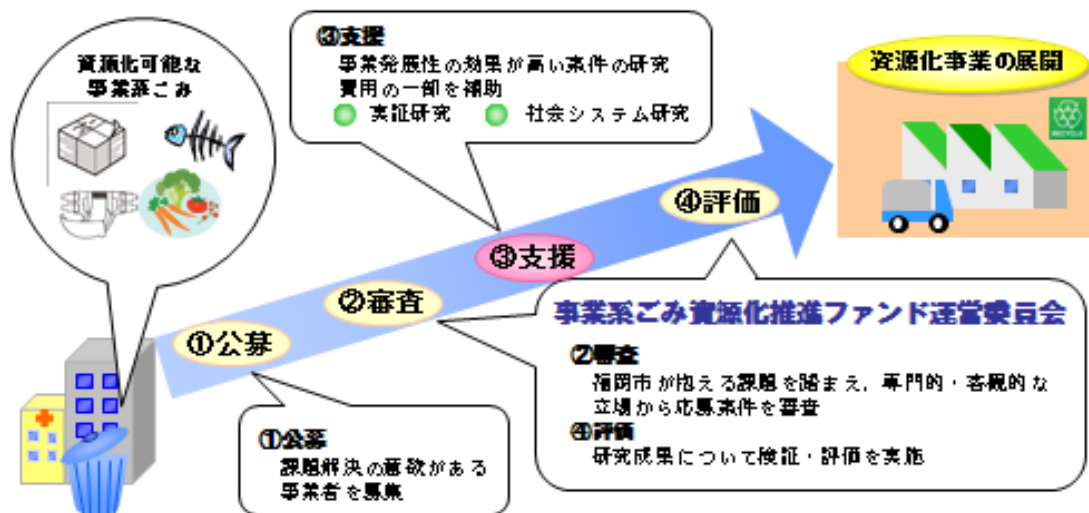 資源化可能な
事業系ごみ
③支援
事業発展性の効果が高い案件の研究
費用の一部を補助
実証研究
社会システム研究
資源化事業の展開
RECYCLE
④評価
③支援
②審査
①公募
事業系ごみ資源化推進ファンド運営委員会
②審査
福岡市が抱える課題を踏まえ，専門的・客観的な
立場から応募案件を審査
④評価
研究成果について検証・評価を実施
①公募
課題解決の意欲がある
事業者を募集